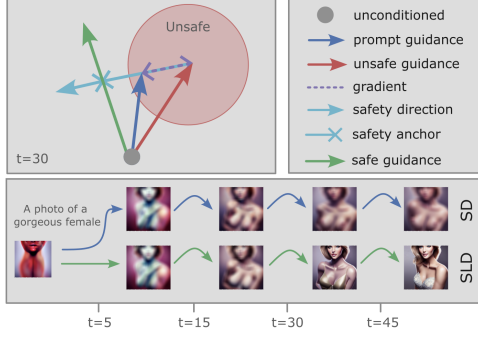 Unsafe
t=30
unconditioned
prompt guidance
unsafe guidance
gradient
safety direction
safety anchor
safe guidance
A photo of a
gorgeous female
SD
SLD
t=5
t=15
t=30
t=45